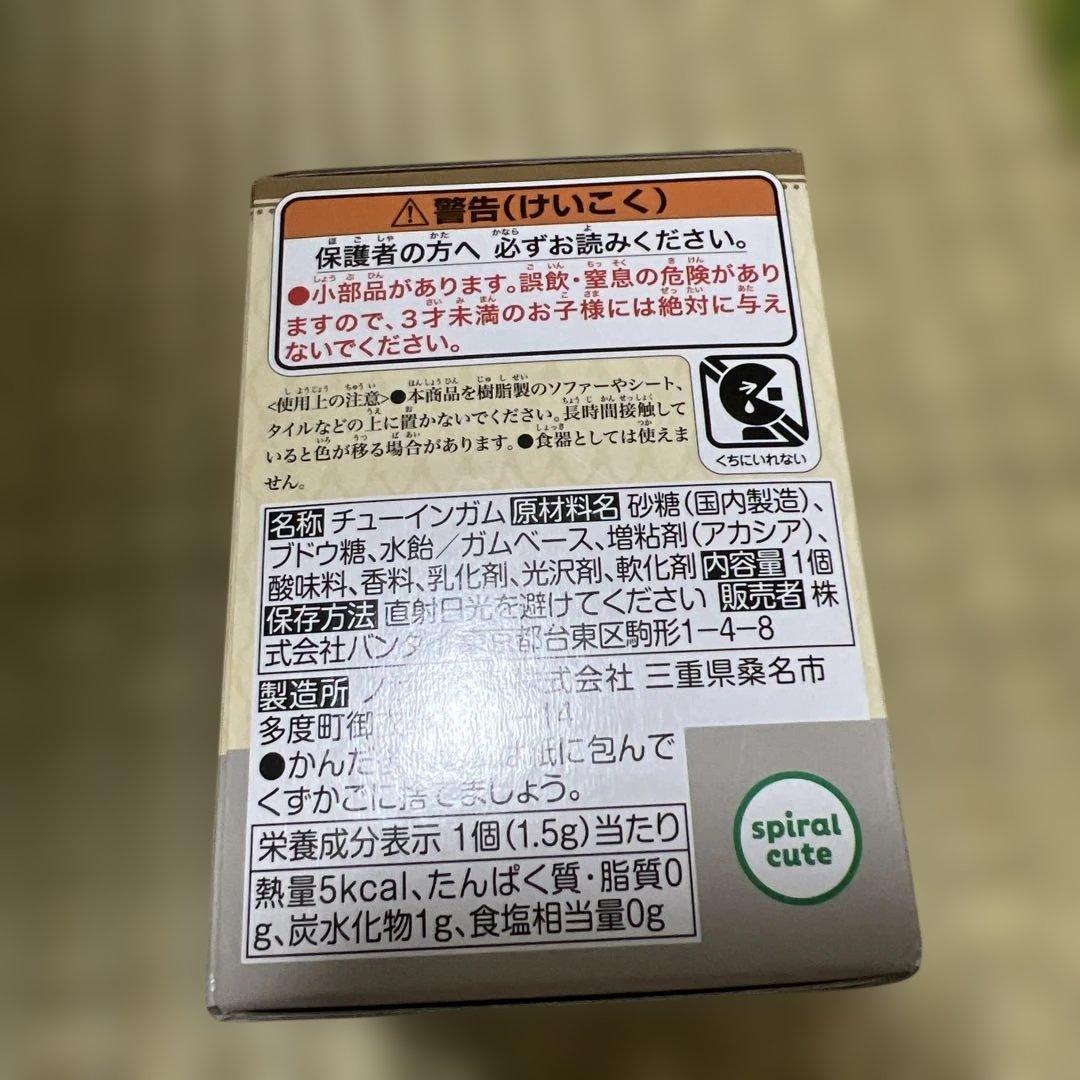 警告(けいこく)
保護者の方へ 必ずお読みください。
●小部品があります。誤飲・窒息の危険があり
ますので、3才未満のお子様には絶対に与え
ないでください。
<使用上の注意>●本商品を樹脂製のソファーやシート、
タイルなどの上に置かないでください。長時間接触して
いると色が移る場合があります。●食器としては使えま
せん。
くちにいれない
名称 チューインガム 原材料名 砂糖(国内製造)、
ブドウ糖、水飴/ガムベース、増粘剤(アカシア)、
酸味料、香料、乳化剤、光沢剤、軟化剤 内容量 1個
保存方法 直射日光を避けてください 販売者 株
式会社バンダ 都台東区駒形1-4-8
製造所 式会社 三重県桑名市
多度町御 -14
●かんだ 紙に包んで
くずかごに捨てましょう。
栄養成分表示 1個(1.5g)当たり
熱量5kcal、たんぱく質・脂質0
g、炭水化物1g、食塩相当量0g
spiral
cute